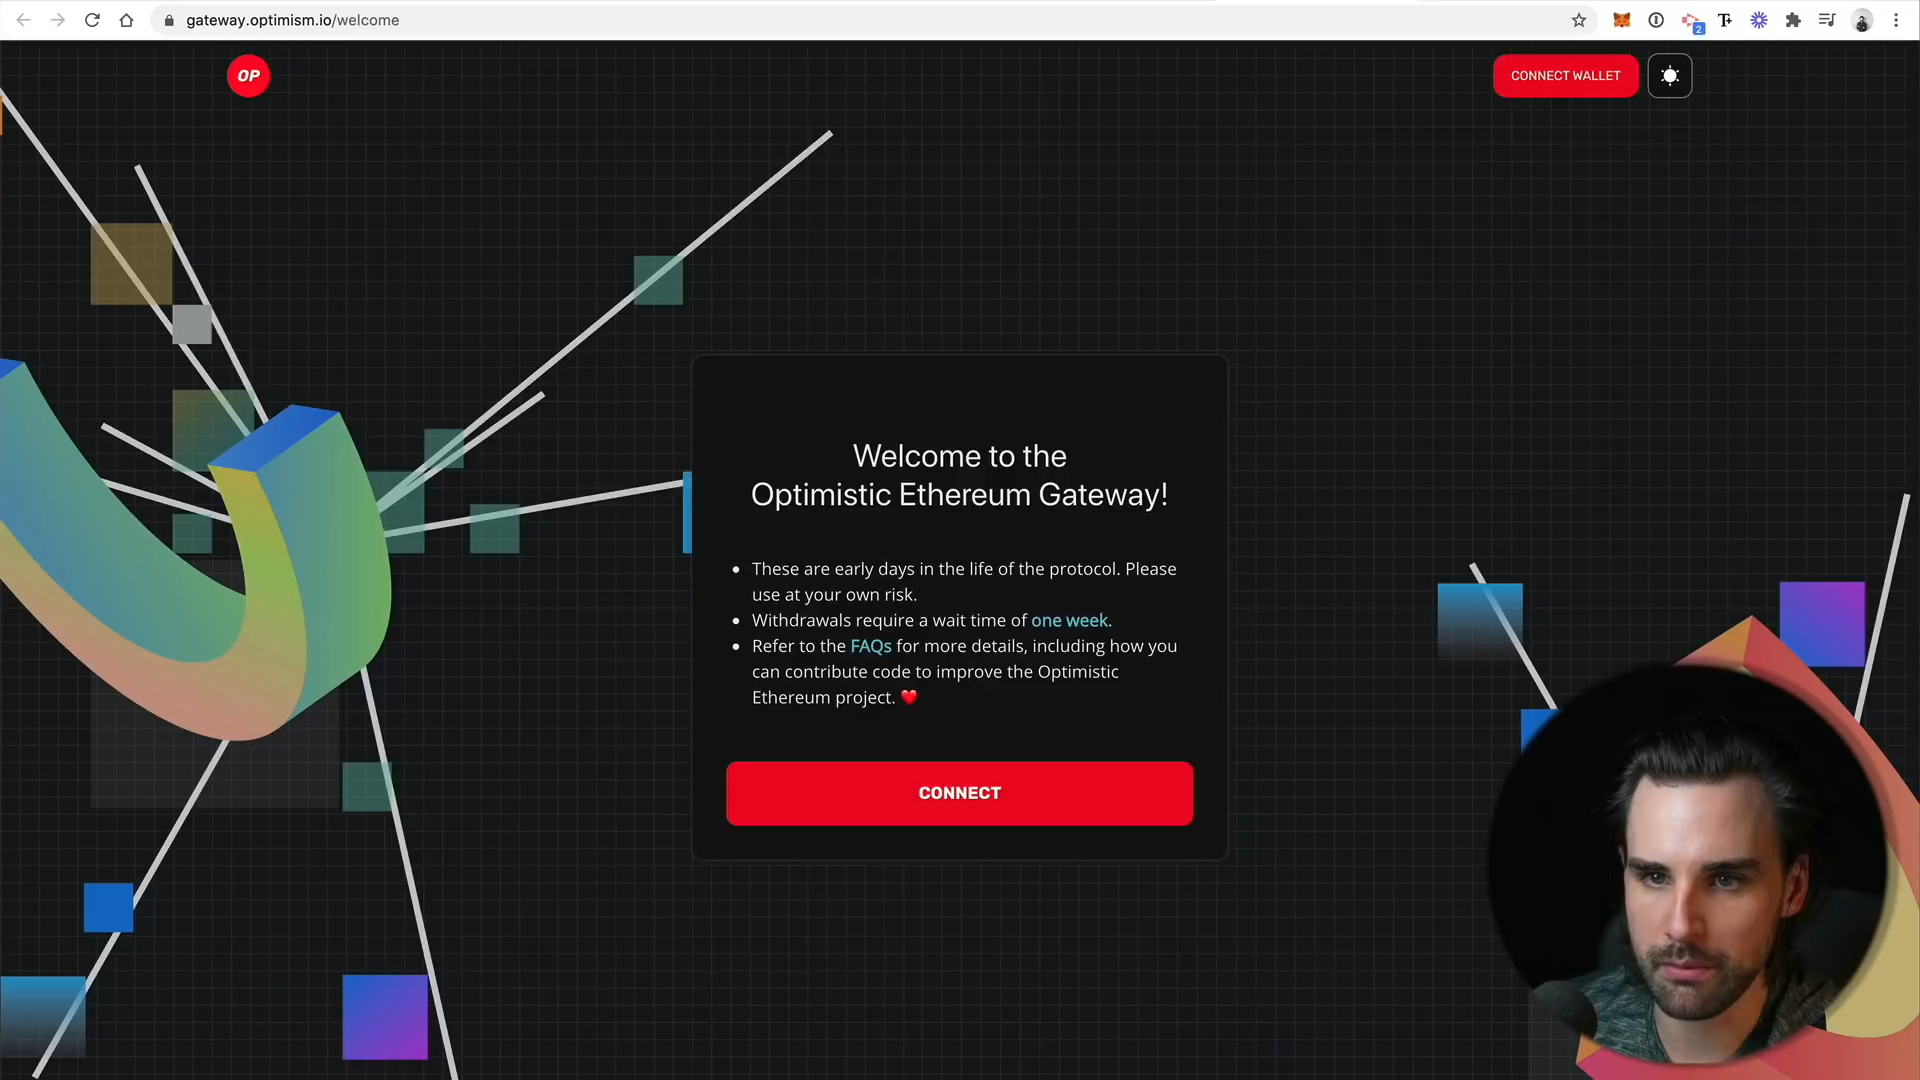 gateway.optimism.io/welcome
2
OP
CONNECT WALLET
Welcome to the
Optimistic Ethereum Gateway!
These are early days in the life of the protocol. Please
use at your own risk.
Withdrawals require a wait time of one week.
Refer to the FAQs for more details, including how you
can contribute code to improve the Optimistic
Ethereum project. ❤️
CONNECT